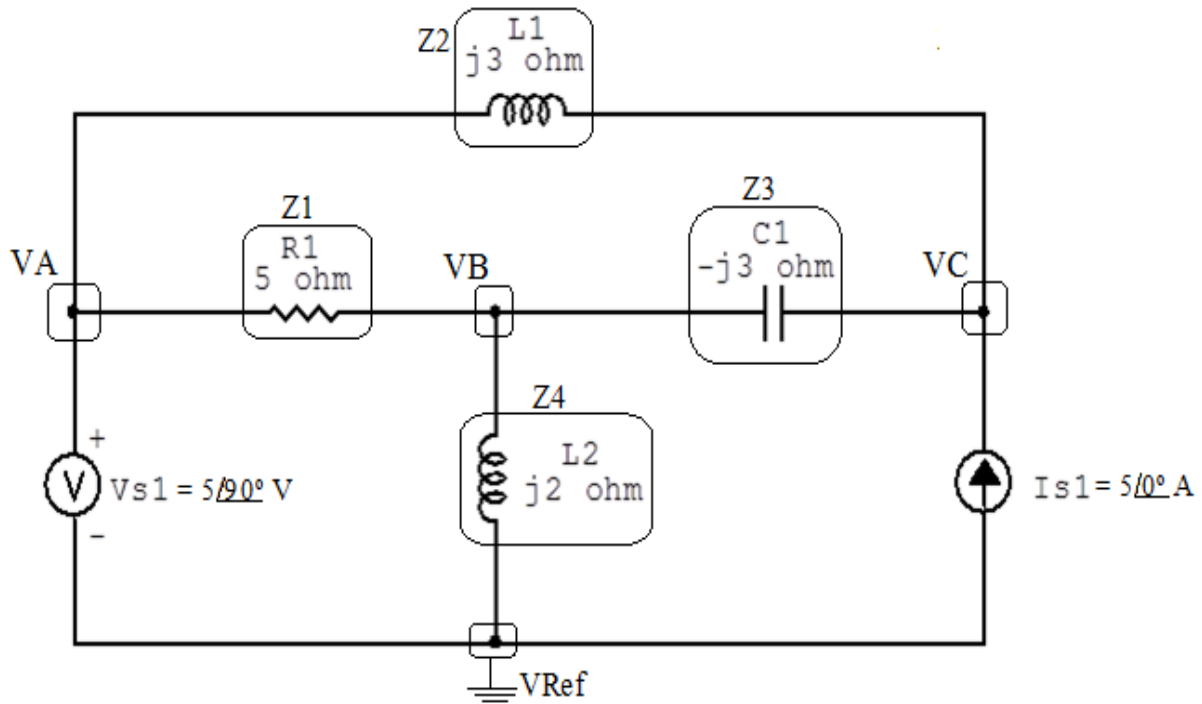 Z2
L1
j3 ohm
Z1
Z3
R1
5 ohm
C1
-j3 ohm
VA
VB
VC
Z4
L2
j2 ohm
+
V
-
Vs1 = 5/90º V
Is1 = 5/0º A
VRef